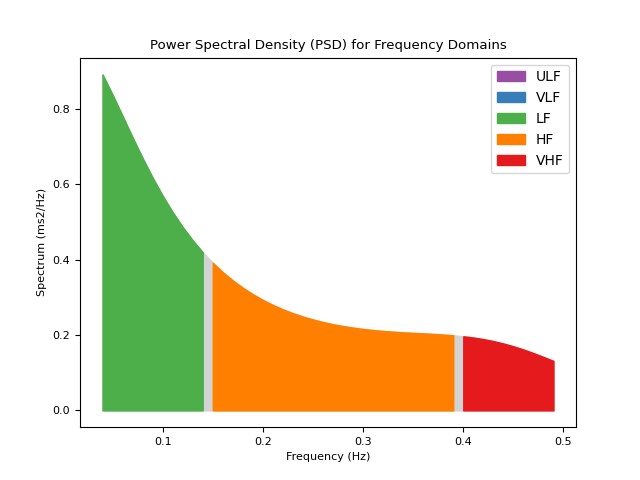 Power Spectral Density (PSD) for Frequency Domains
ULF
VLF
LF
HF
VHF
Spectrum (ms2/Hz)
0.8
0.6
0.4
0.2
0.0
0.1 0.2 0.3 0.4 0.5
Frequency (Hz)